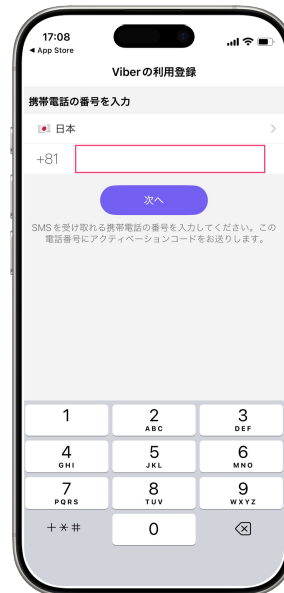 17:08
◀ App Store
Viberの利用登録
携帯電話の番号を入力
日本
+81
次へ
SMSを受け取れる携帯電話の番号を入力してください。この
電話番号にアクティベーションコードをお送りします。
1
2
ABC
3
DEF
4
GHI
5
JKL
6
MNO
7
PQRS
8
TUV
9
WXYZ
+*#
0